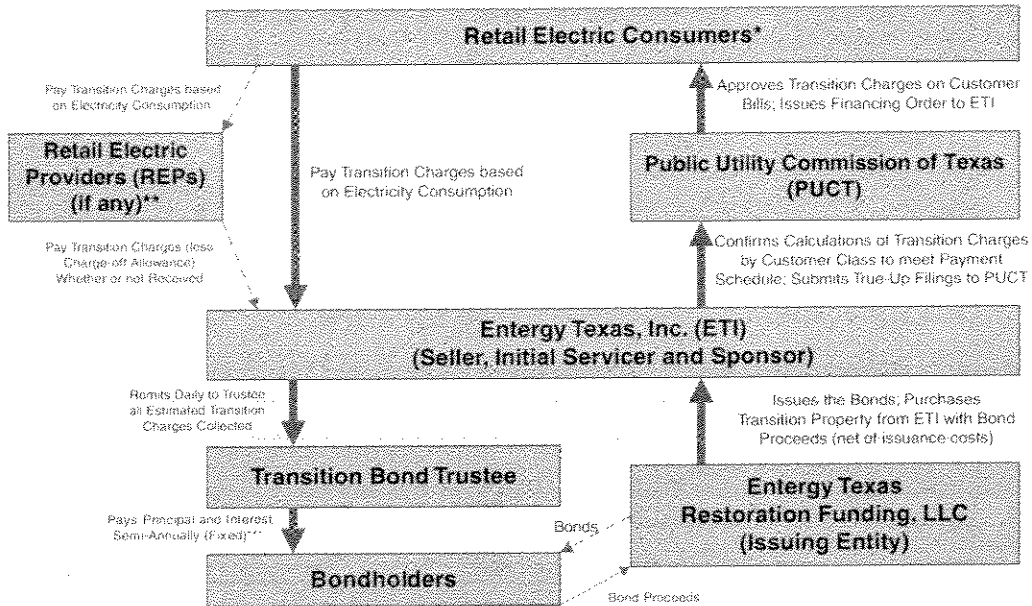 Retail Electric Consumers*
Pay Transition Charges based
on Electricity Consumption
Approves Transition Charges on Customer
Bills; Issues Financing Order to ETI
Retail Electric
Providers (REPs)
(if any)**
Pay Transition Charges based
on Electricity Consumption
Public Utility Commission of Texas
(PUCT)
Pay Transition Charges (less
Charge-off Allowance)
Whether or not Received
Confirms Calculations of Transition Charges
by Customer Class to meet Payment
Schedule; Submits True-Up Filings to PUCT
Entergy Texas, Inc. (ETI)
(Seller, Initial Servicer and Sponsor)
Remits Daily to Trustee
all Estimated Transition
Charges Collected
Issues the Bonds; Purchases
Transition Property from ETI with Bond
Proceeds (net of issuance costs)
Transition Bond Trustee
Entergy Texas
Restoration Funding, LLC
(Issuing Entity)
Pays Principal and Interest
Semi-Annually (Fixed)***
Bonds
Bondholders
Bond Proceeds